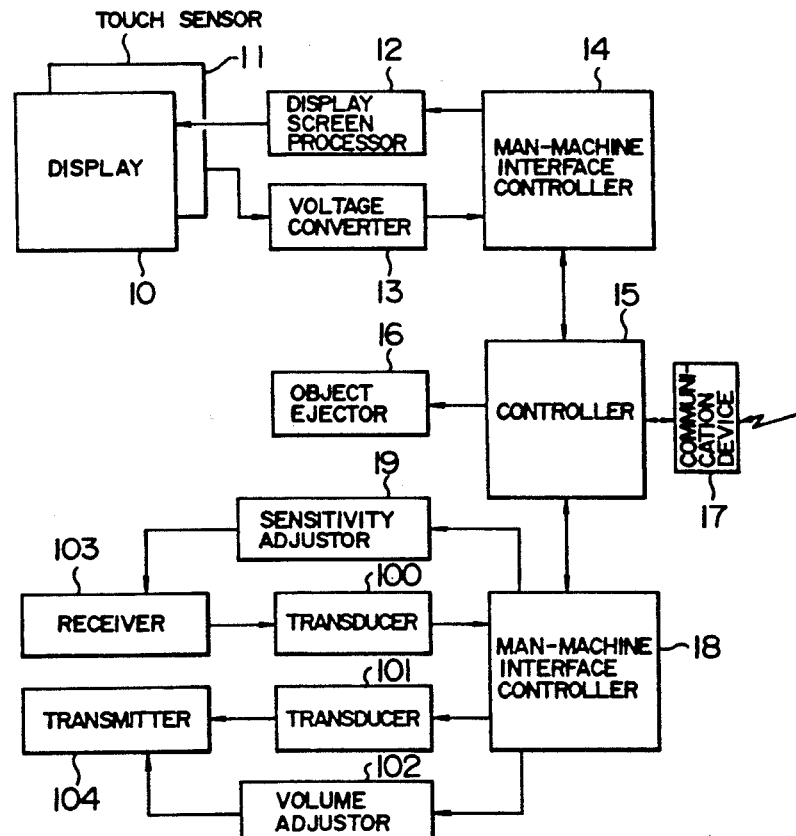 TOUCH SENSOR
11
12
14
DISPLAY
SCREEN
PROCESSOR
MAN-MACHINE
INTERFACE
CONTROLLER
DISPLAY
VOLTAGE
CONVERTER
10
13
15
16
OBJECT
EJECTOR
CONTROLLER
COMMUNI-
CATION
DEVICE
17
19
SENSITIVITY
ADJUSTOR
103
100
RECEIVER
TRANSDUCER
MAN-MACHINE
INTERFACE
CONTROLLER
18
101
TRANSMITTER
TRANSDUCER
104
102
VOLUME
ADJUSTOR